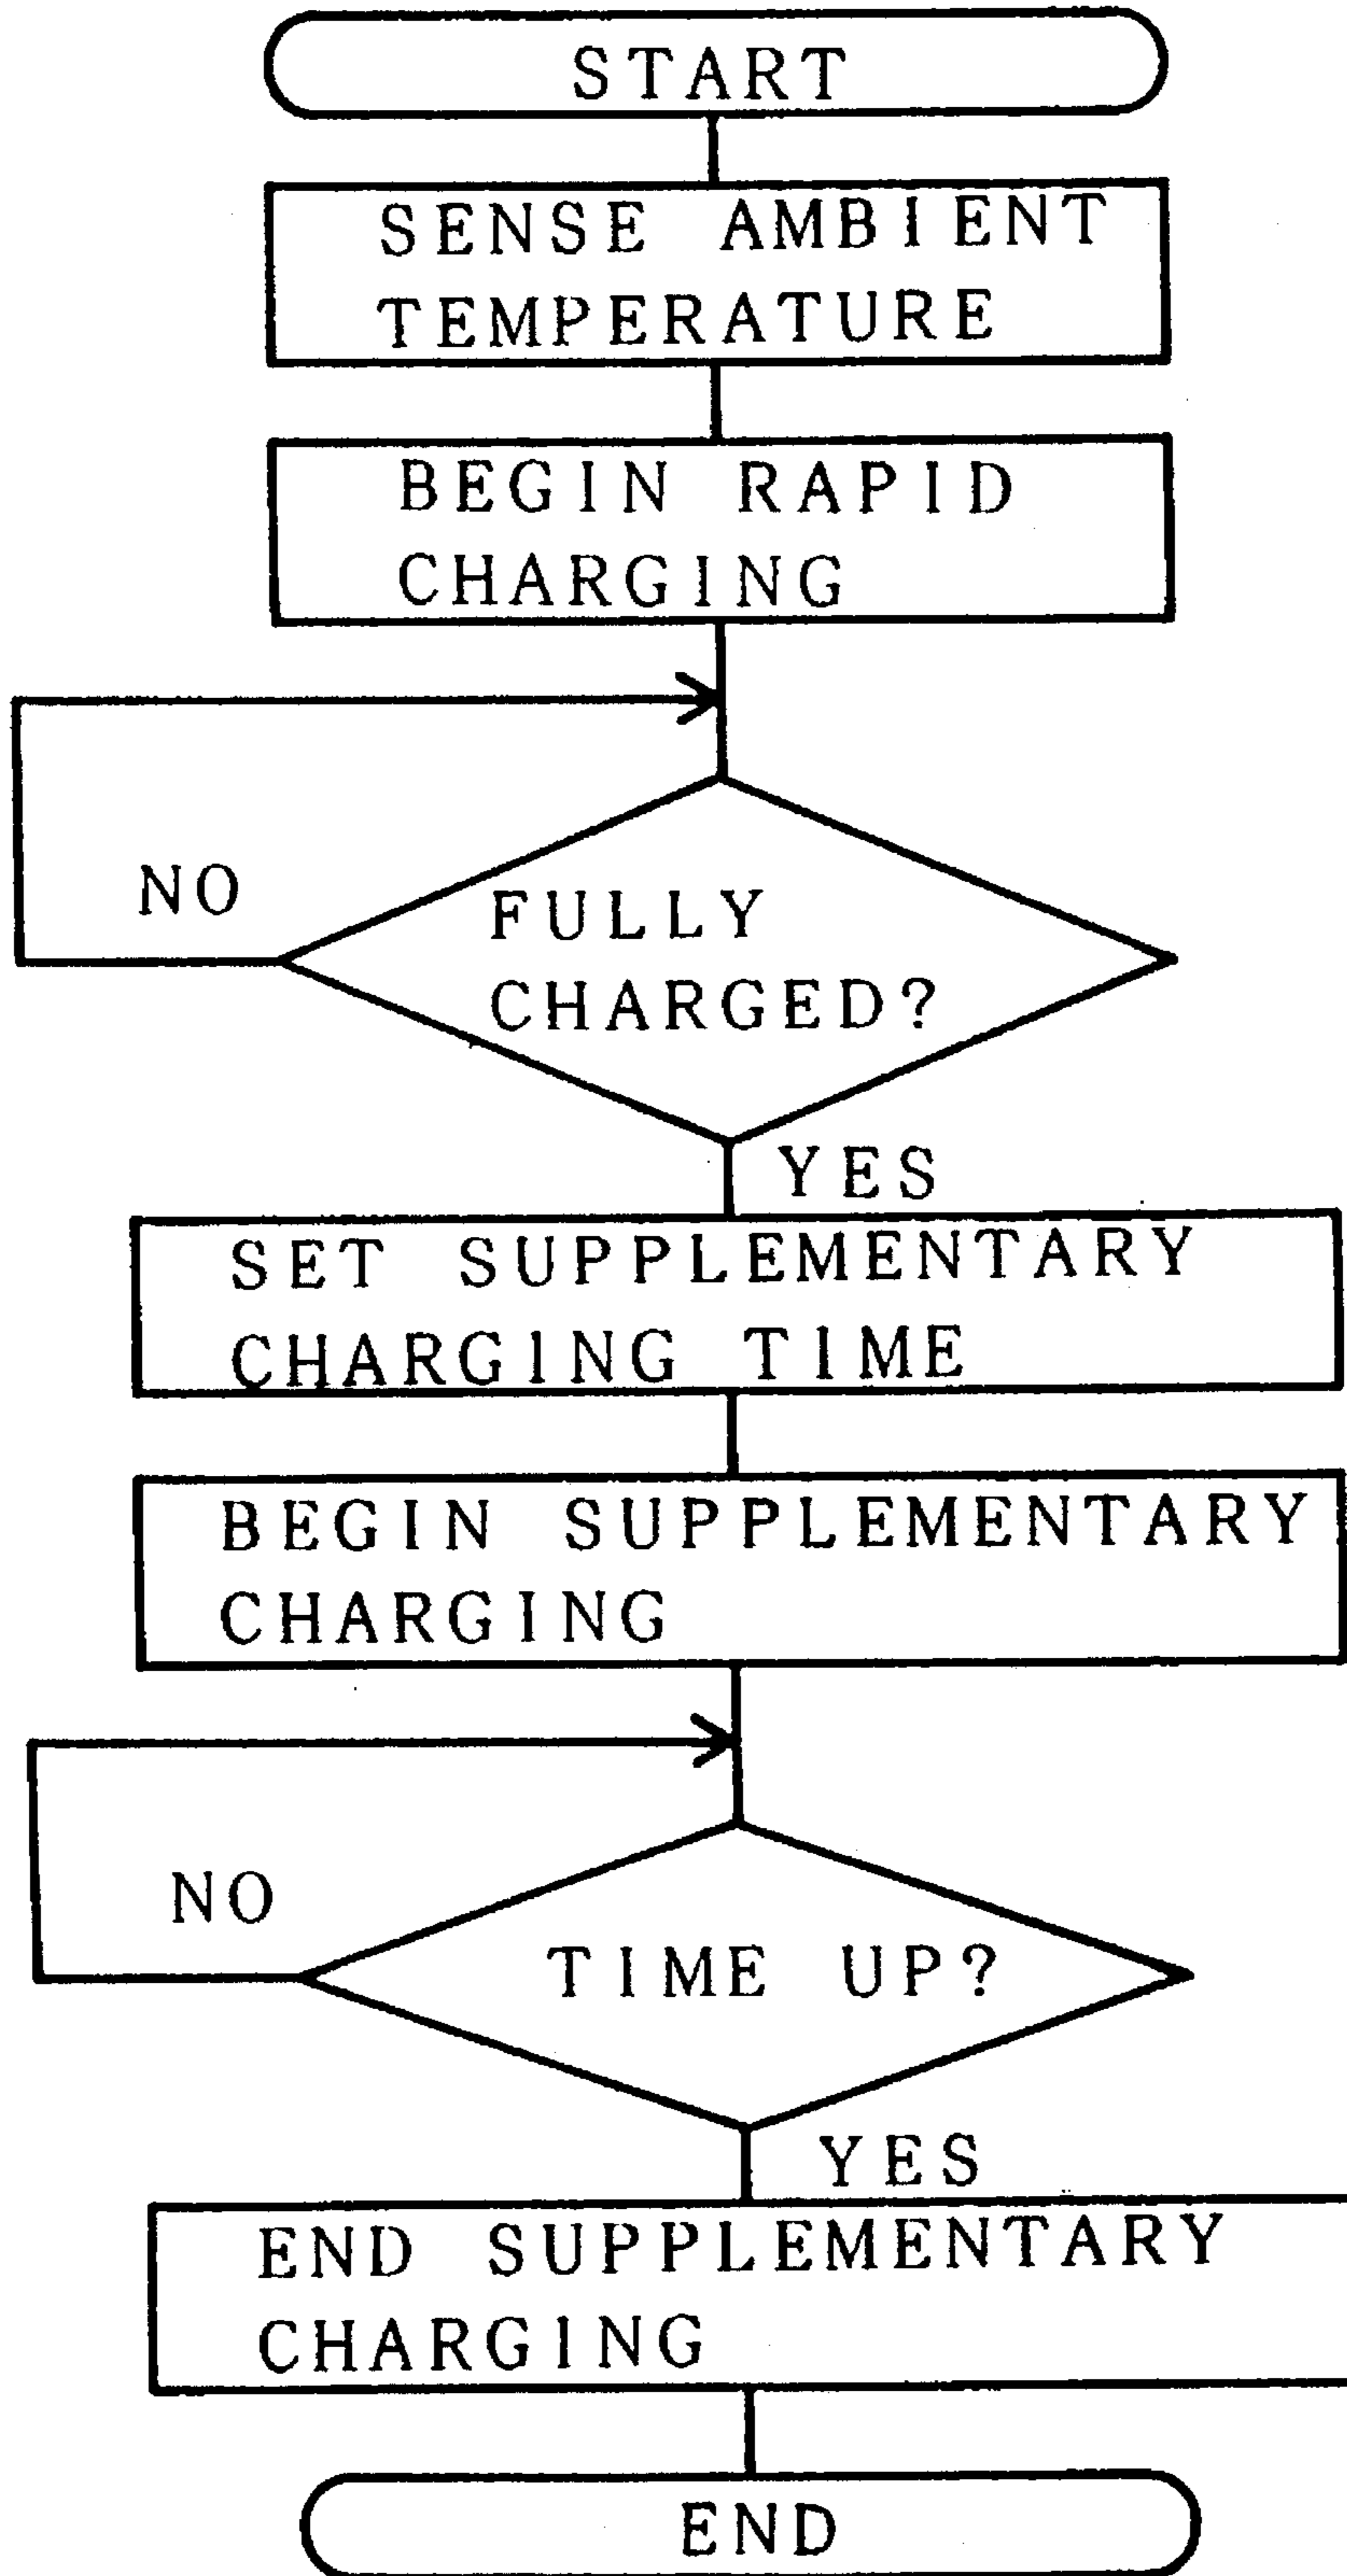 START
SENSE AMBIENT
TEMPERATURE
BEGIN RAPID
CHARGING
NO
FULLY
CHARGED?
YES
SET SUPPLEMENTARY
CHARGING TIME
BEGIN SUPPLEMENTARY
CHARGING
NO
TIME UP?
YES
END SUPPLEMENTARY
CHARGING
END